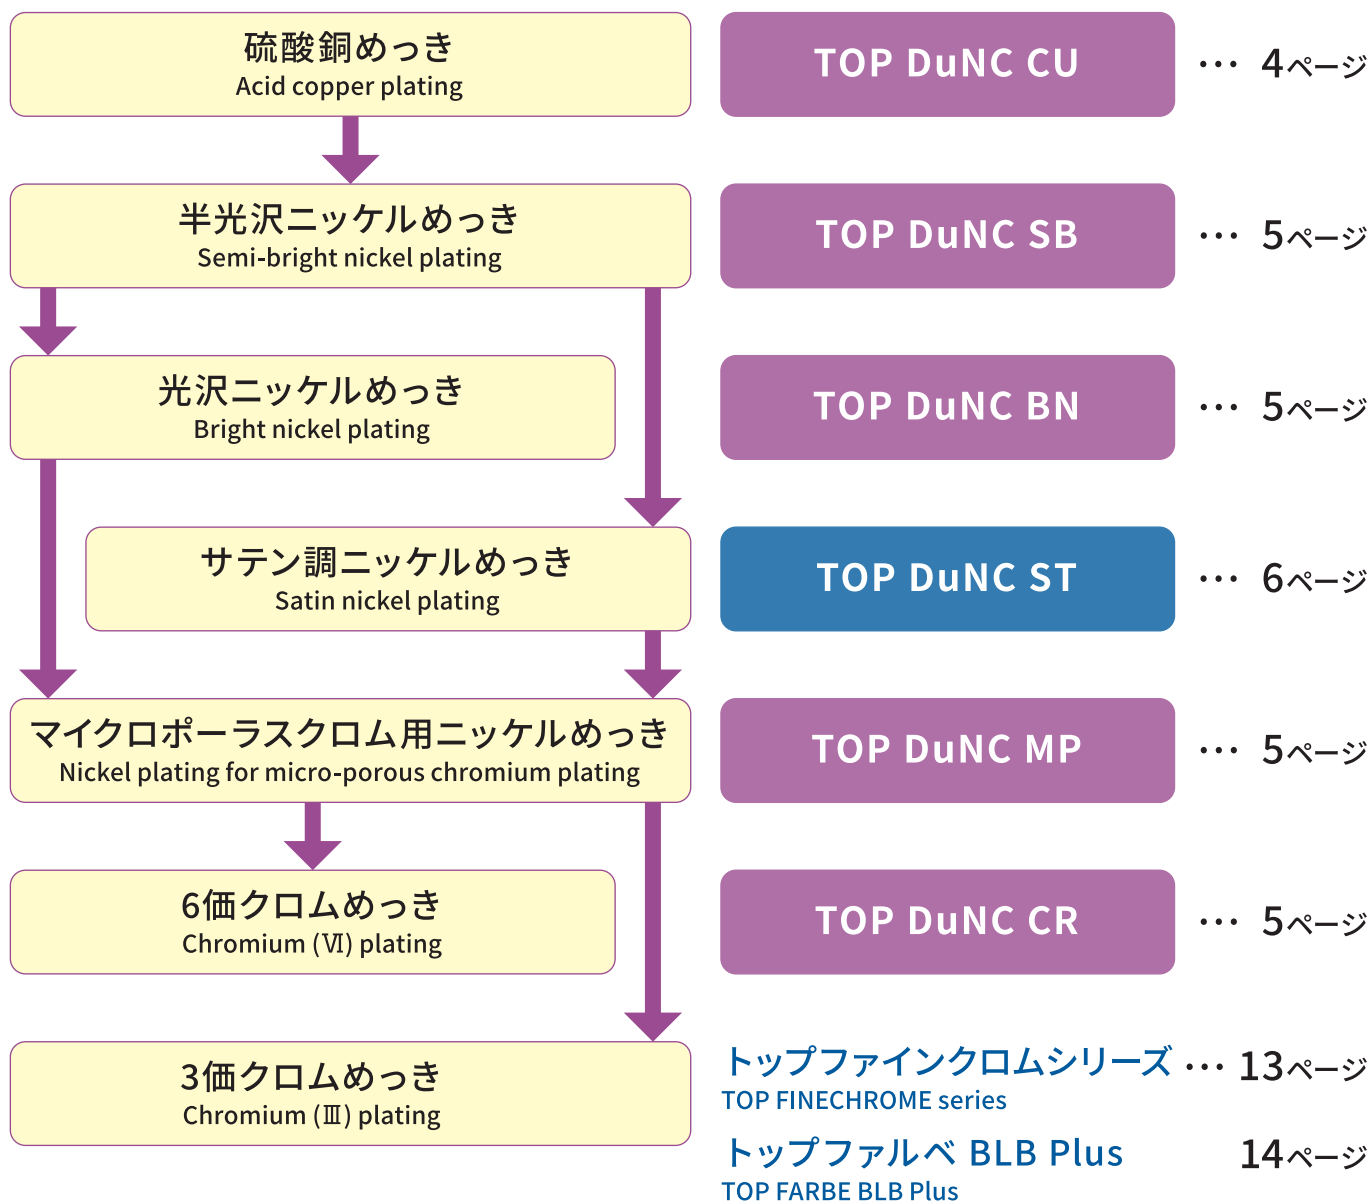 硫酸銅めっき
Acid copper plating
TOP DuNC CU ··· 4ページ
半光沢ニッケルめっき
Semi-bright nickel plating
TOP DuNC SB ··· 5ページ
光沢ニッケルめっき
Bright nickel plating
TOP DuNC BN ··· 5ページ
サテン調ニッケルめっき
Satin nickel plating
TOP DuNC ST ··· 6ページ
マイクロポーラスクロム用ニッケルめっき
Nickel plating for micro-porous chromium plating
TOP DuNC MP ··· 5ページ
6価クロムめっき
Chromium (Ⅵ) plating
TOP DuNC CR ··· 5ページ
3価クロムめっき
Chromium (Ⅲ) plating
トップファインクロムシリーズ ··· 13ページ
TOP FINECHROME series
トップファルベ BLB Plus 14ページ
TOP FARBE BLB Plus